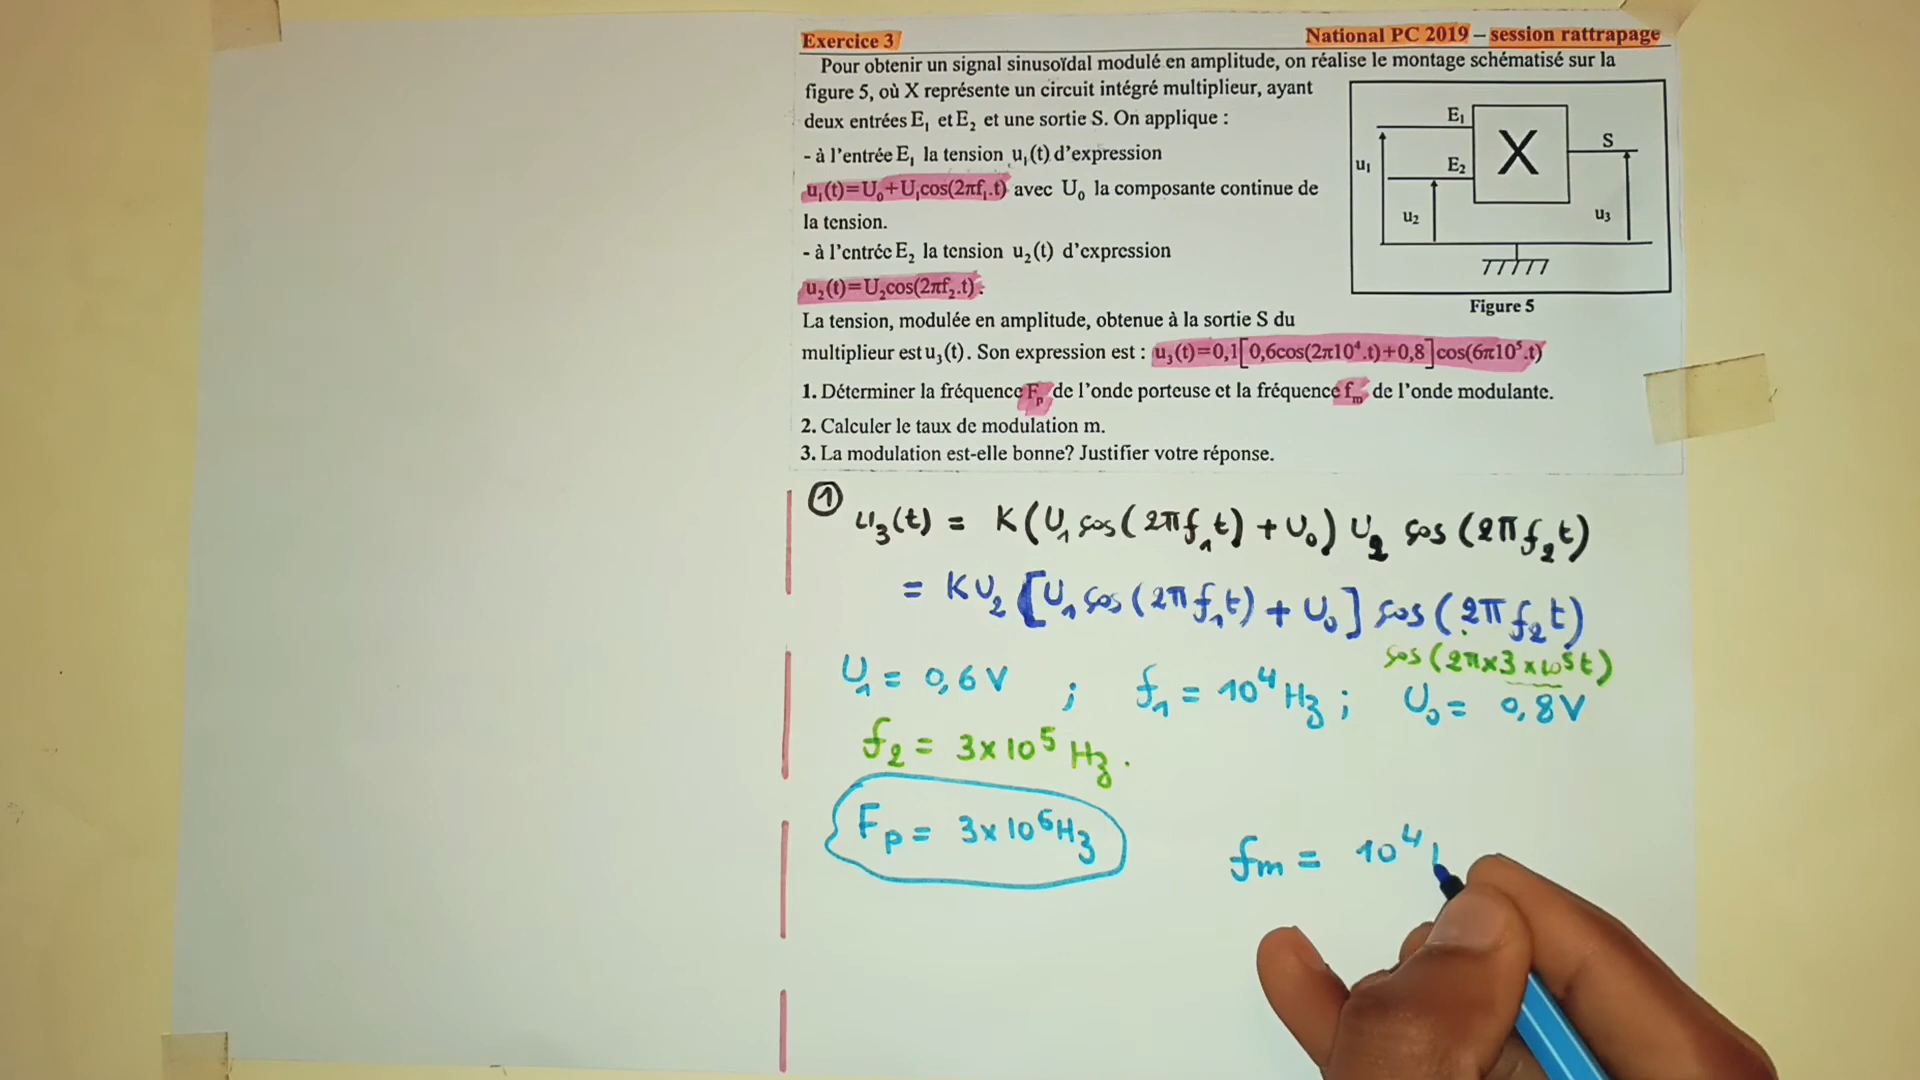 Exercice 3
National PC 2019 – session rattrapage
Pour obtenir un signal sinusoïdal modulé en amplitude, on réalise le montage schématisé sur la
figure 5, où X représente un circuit intégré multiplieur, ayant
deux entrées E₁ et E₂ et une sortie S. On applique :
- à l'entrée E₁ la tension u₁(t) d'expression
u₁(t)=U₀+U₁cos(2πf₁.t) avec U₀ la composante continue de
la tension.
- à l'entrée E₂ la tension u₂(t) d'expression
u₂(t)=U₂cos(2πf₂.t).
La tension, modulée en amplitude, obtenue à la sortie S du
multiplieur est u₃(t). Son expression est : u₃(t)=0,1[0,6cos(2π10⁴.t)+0,8]cos(6π10⁵.t)
1. Déterminer la fréquence Fₚ de l'onde porteuse et la fréquence fₘ de l'onde modulante.
2. Calculer le taux de modulation m.
3. La modulation est-elle bonne? Justifier votre réponse.
E₁
X
S
u₁
E₂
u₂
u₃
Figure 5
① u₃(t) = K(U₁ cos(2πf₁t) + U₀) U₂ cos(2πf₂t)
= KU₂ [U₁ cos(2πf₁t) + U₀] cos(2πf₂t)
cos(2π×3×10⁵t)
U₁ = 0,6V ; f₁ = 10⁴ Hz ; U₀ = 0,8V
f₂ = 3×10⁵ Hz.
Fₚ = 3×10⁶Hz
fm = 10⁴